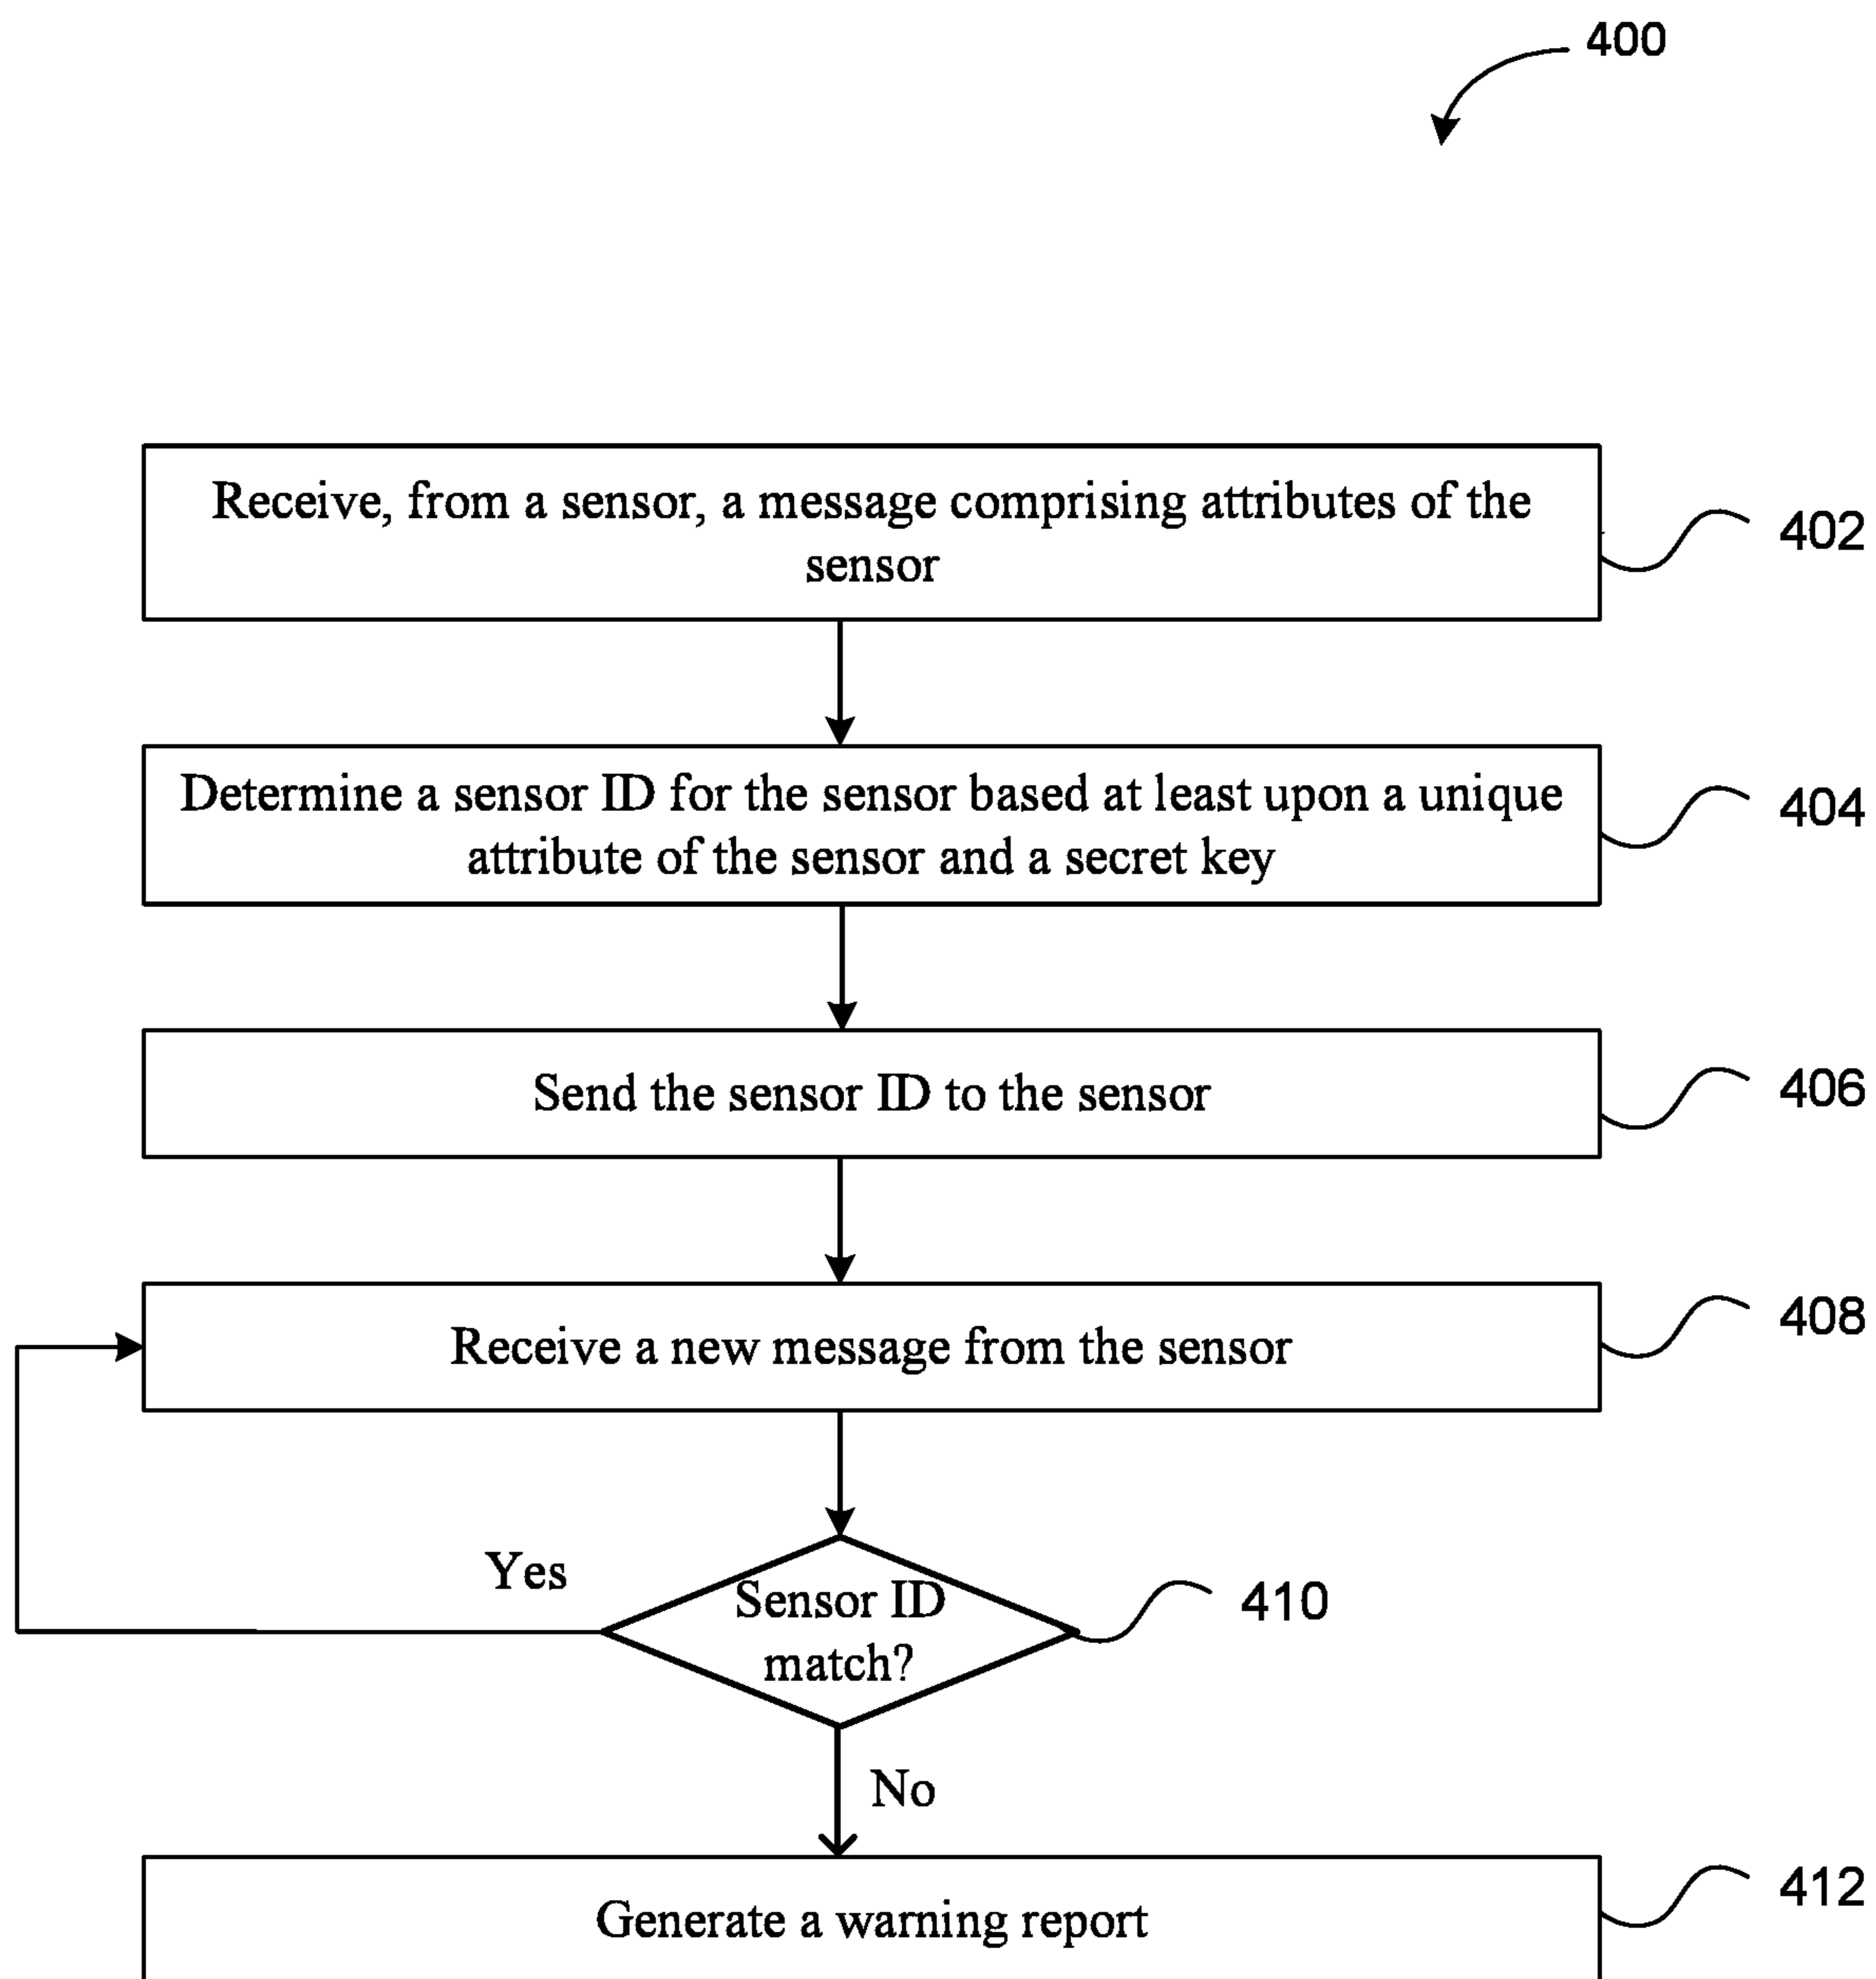 400
Receive, from a sensor, a message comprising attributes of the
sensor
402
Determine a sensor ID for the sensor based at least upon a unique
attribute of the sensor and a secret key
404
Send the sensor ID to the sensor
406
Receive a new message from the sensor
408
Yes
Sensor ID
match?
410
No
Generate a warning report
412